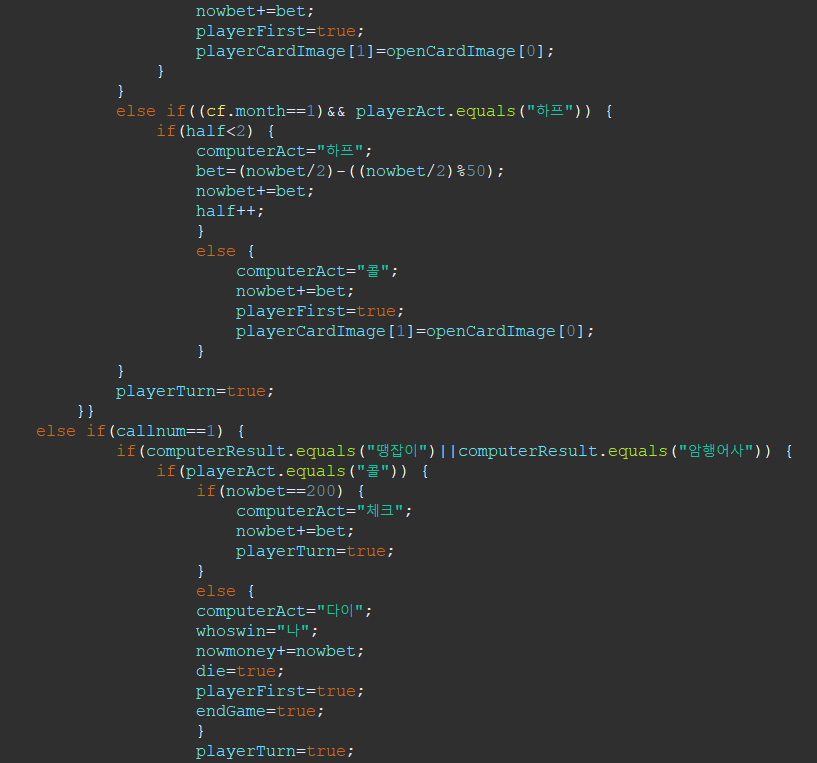 nowbet+=bet;
playerFirst=true;
playerCardImage[1]=openCardImage[0];
}
}
else if((cf.month==1)&& playerAct.equals("하프")) {
if(half<2) {
computerAct="하프";
bet=(nowbet/2)-((nowbet/2)%50);
nowbet+=bet;
half++;
}
else {
computerAct="콜";
nowbet+=bet;
playerFirst=true;
playerCardImage[1]=openCardImage[0];
}
}
playerTurn=true;
}}
else if(callnum==1) {
if(computerResult.equals("땡잡이")||computerResult.equals("암행어사")) {
if(playerAct.equals("콜")) {
if(nowbet==200) {
computerAct="체크";
nowbet+=bet;
playerTurn=true;
}
else {
computerAct="다이";
whoswin="나";
nowmoney+=nowbet;
die=true;
playerFirst=true;
endGame=true;
}
playerTurn=true;